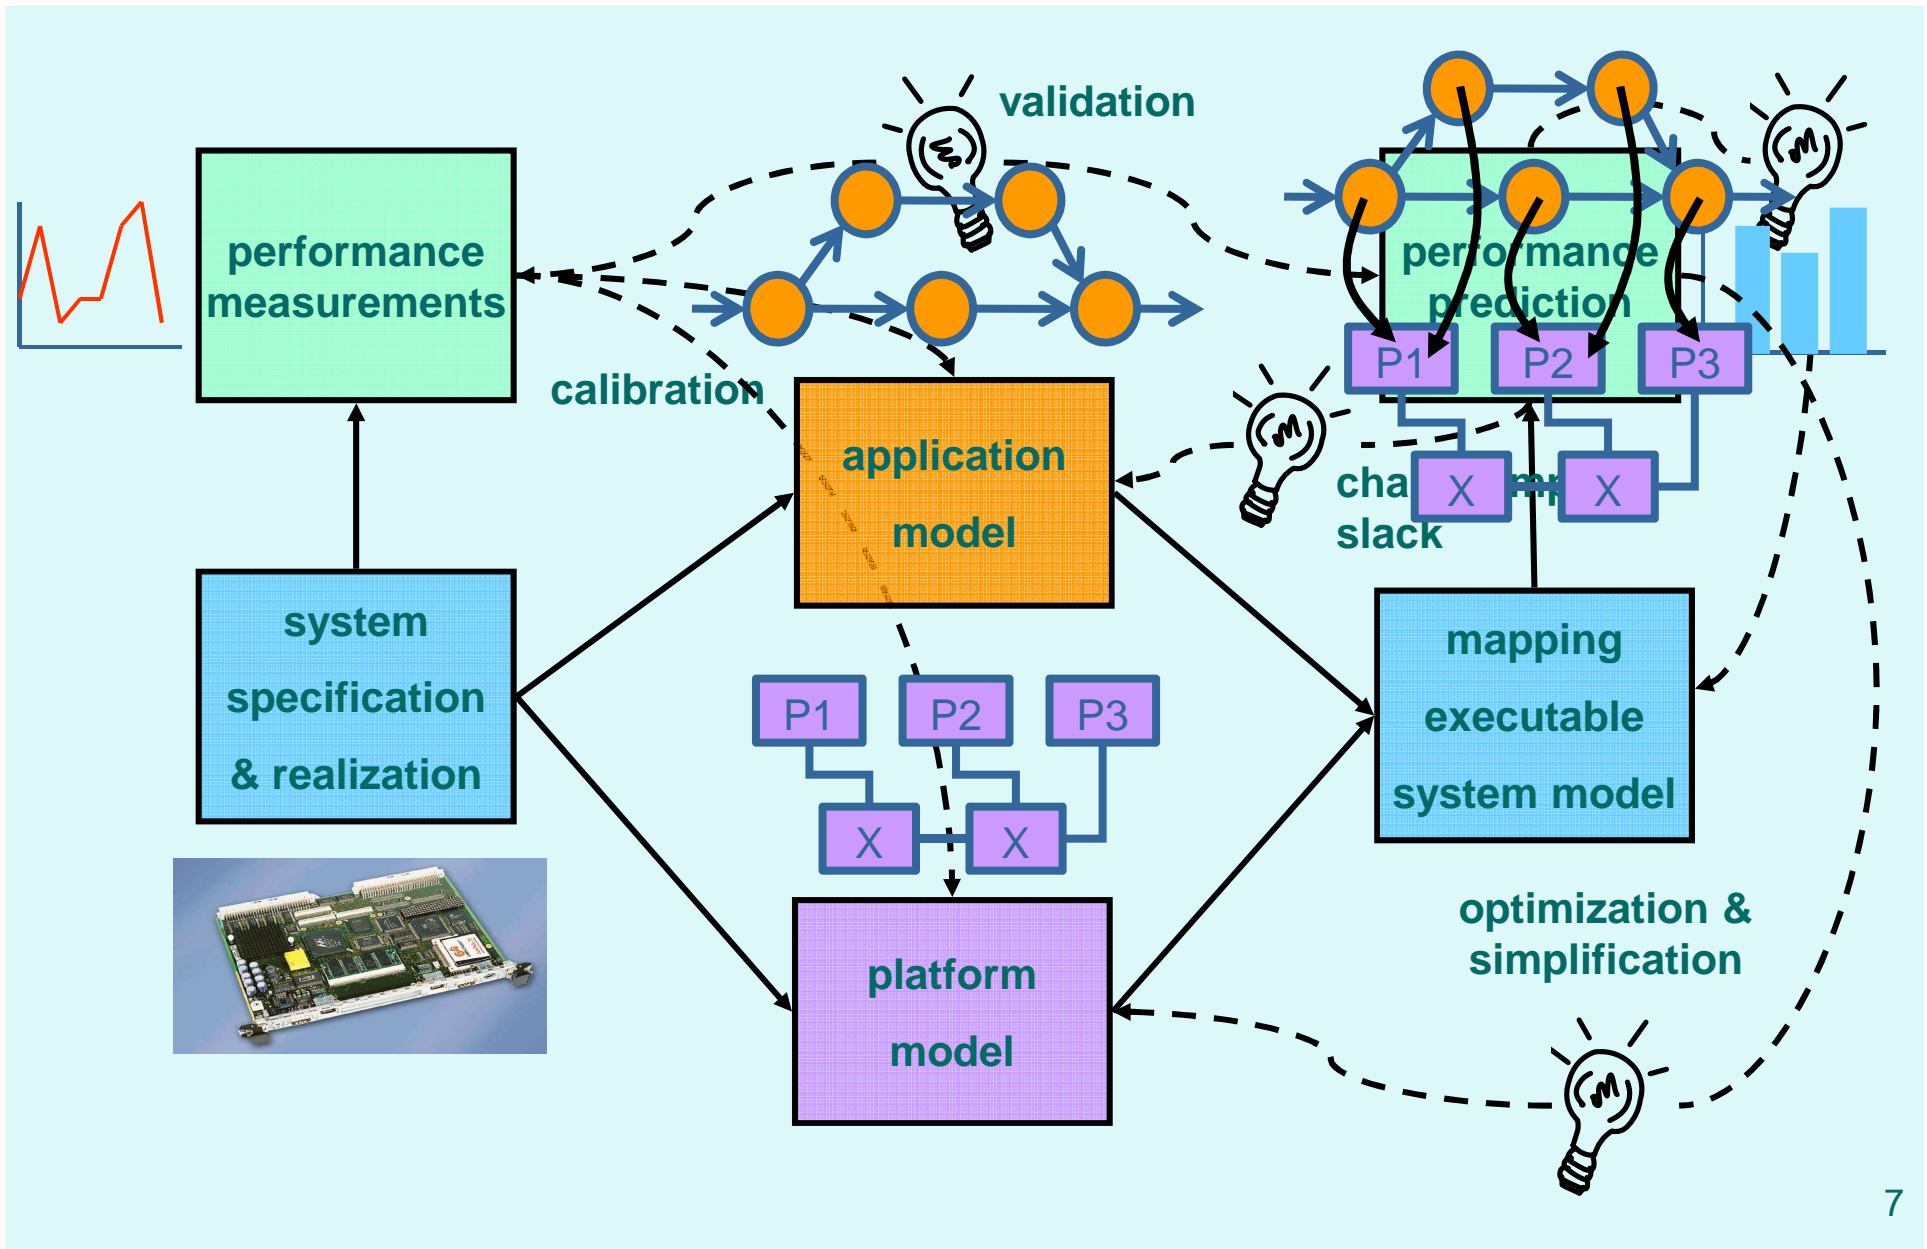 validation
performance
measurements
performance
prediction
P1
P2
P3
calibration
application
model
X
X
slack
system
specification
& realization
mapping
executable
system model
P1
P2
P3
X
X
optimization &
simplification
platform
model
7